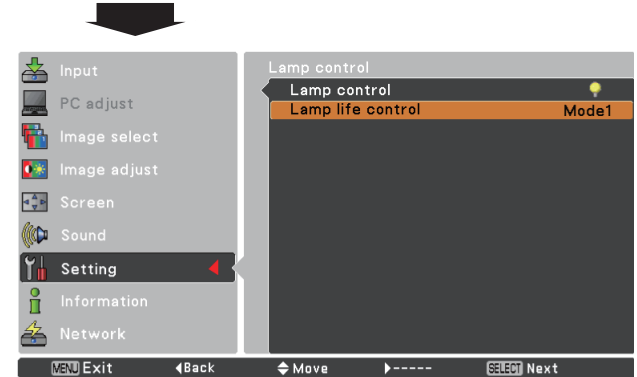 Input
PC adjust
Image select
Image adjust
Screen
Sound
Setting
Information
Network
Lamp control
Lamp control
Lamp life control Mode1
MENU Exit Back Move ----- SELECT Next